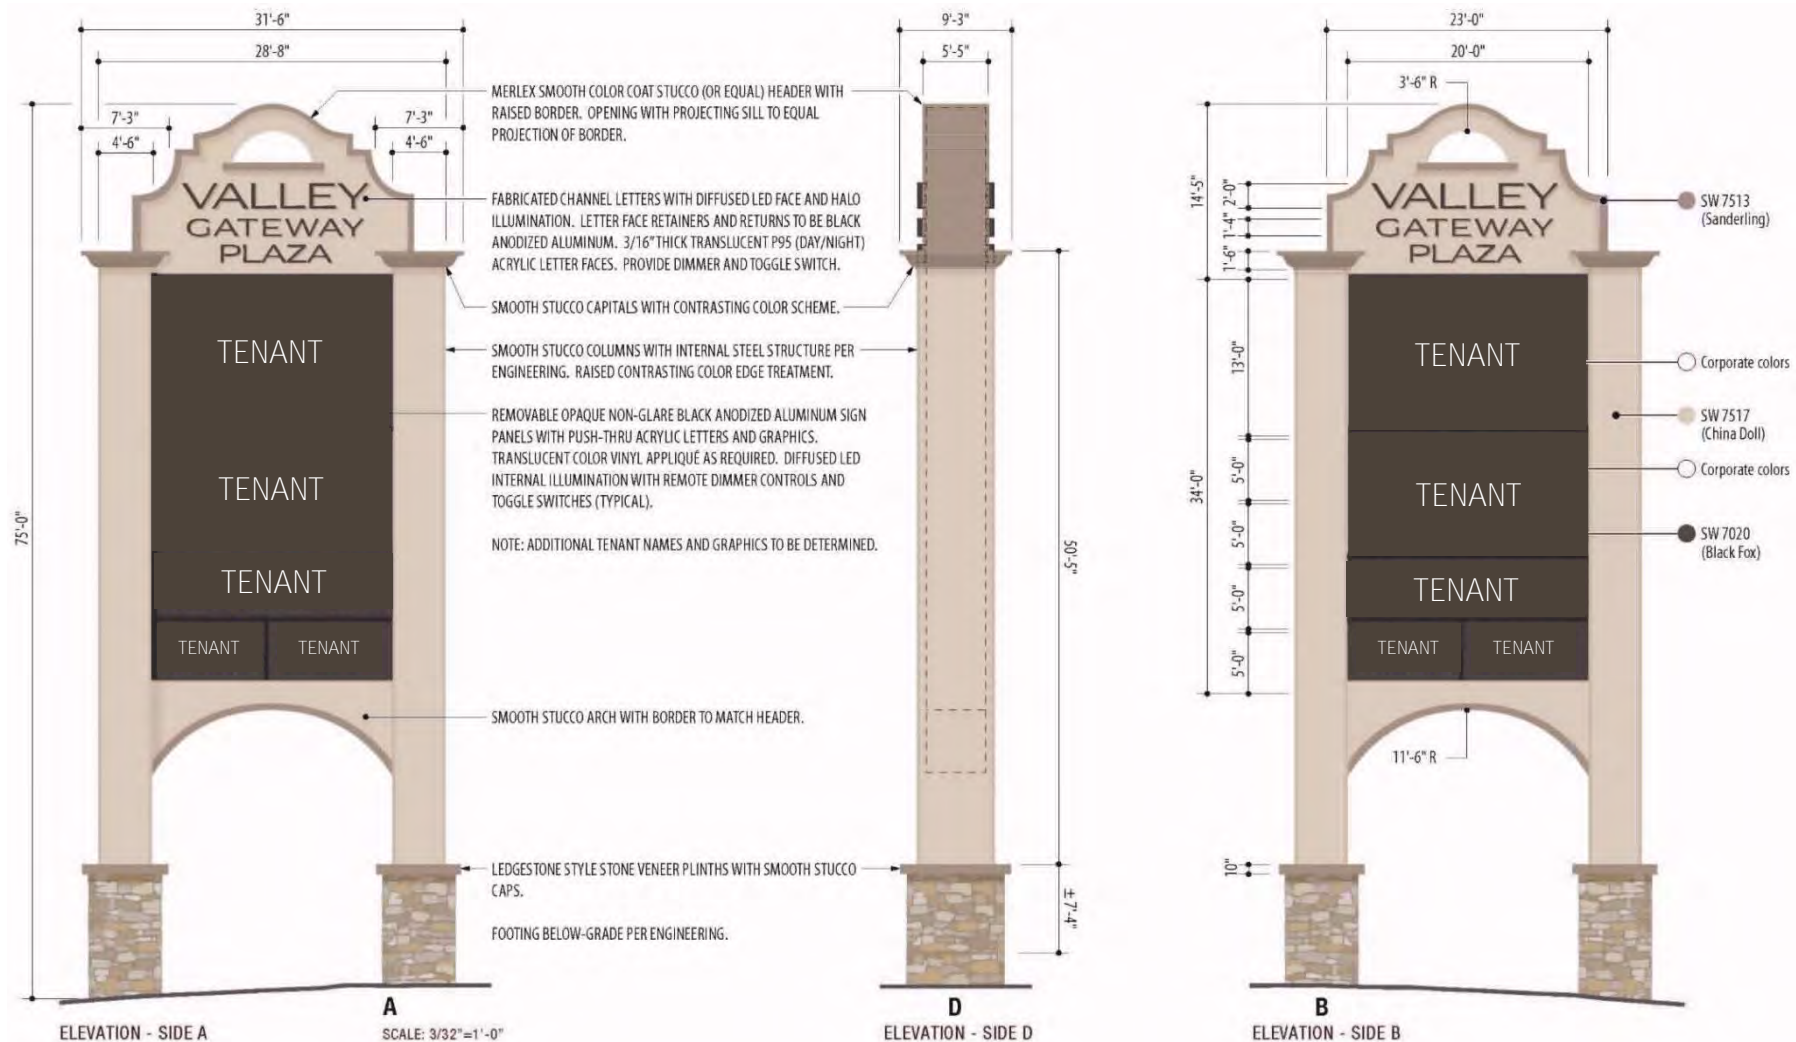 31'-6"
28'-8"
7'-3"
7'-3"
4'-6"
4'-6"
75'-0"
VALLEY
GATEWAY
PLAZA
TENANT
TENANT
TENANT
TENANT TENANT
A
ELEVATION - SIDE A
SCALE: 3/32"=1'-0"
MERLEX SMOOTH COLOR COAT STUCCO (OR EQUAL) HEADER WITH
RAISED BORDER. OPENING WITH PROJECTING SILL TO EQUAL
PROJECTION OF BORDER.
FABRICATED CHANNEL LETTERS WITH DIFFUSED LED FACE AND HALO
ILLUMINATION. LETTER FACE RETAINERS AND RETURNS TO BE BLACK
ANODIZED ALUMINUM. 3/16" THICK TRANSLUCENT P95 (DAY/NIGHT)
ACRYLIC LETTER FACES. PROVIDE DIMMER AND TOGGLE SWITCH.
SMOOTH STUCCO CAPITALS WITH CONTRASTING COLOR SCHEME.
SMOOTH STUCCO COLUMNS WITH INTERNAL STEEL STRUCTURE PER
ENGINEERING. RAISED CONTRASTING COLOR EDGE TREATMENT.
REMOVABLE OPAQUE NON-GLARE BLACK ANODIZED ALUMINUM SIGN
PANELS WITH PUSH-THRU ACRYLIC LETTERS AND GRAPHICS.
TRANSLUCENT COLOR VINYL APPLIQUÉ AS REQUIRED. DIFFUSED LED
INTERNAL ILLUMINATION WITH REMOTE DIMMER CONTROLS AND
TOGGLE SWITCHES (TYPICAL).
NOTE: ADDITIONAL TENANT NAMES AND GRAPHICS TO BE DETERMINED.
SMOOTH STUCCO ARCH WITH BORDER TO MATCH HEADER.
LEDGESTONE STYLE STONE VENEER PLINTHS WITH SMOOTH STUCCO
CAPS.
FOOTING BELOW-GRADE PER ENGINEERING.
9'-3"
5'-5"
50'-5"
±7'-4"
D
ELEVATION - SIDE D
23'-0"
20'-0"
3'-6" R
14'-5"
2'-0"
1'-4"
1'-6"
34'-0"
13'-0"
5'-0"
5'-0"
5'-0"
5'-0"
10"
VALLEY
GATEWAY
PLAZA
TENANT
TENANT
TENANT
TENANT TENANT
11'-6" R
SW 7513
(Sanderling)
Corporate colors
SW 7517
(China Doll)
Corporate colors
SW 7020
(Black Fox)
B
ELEVATION - SIDE B